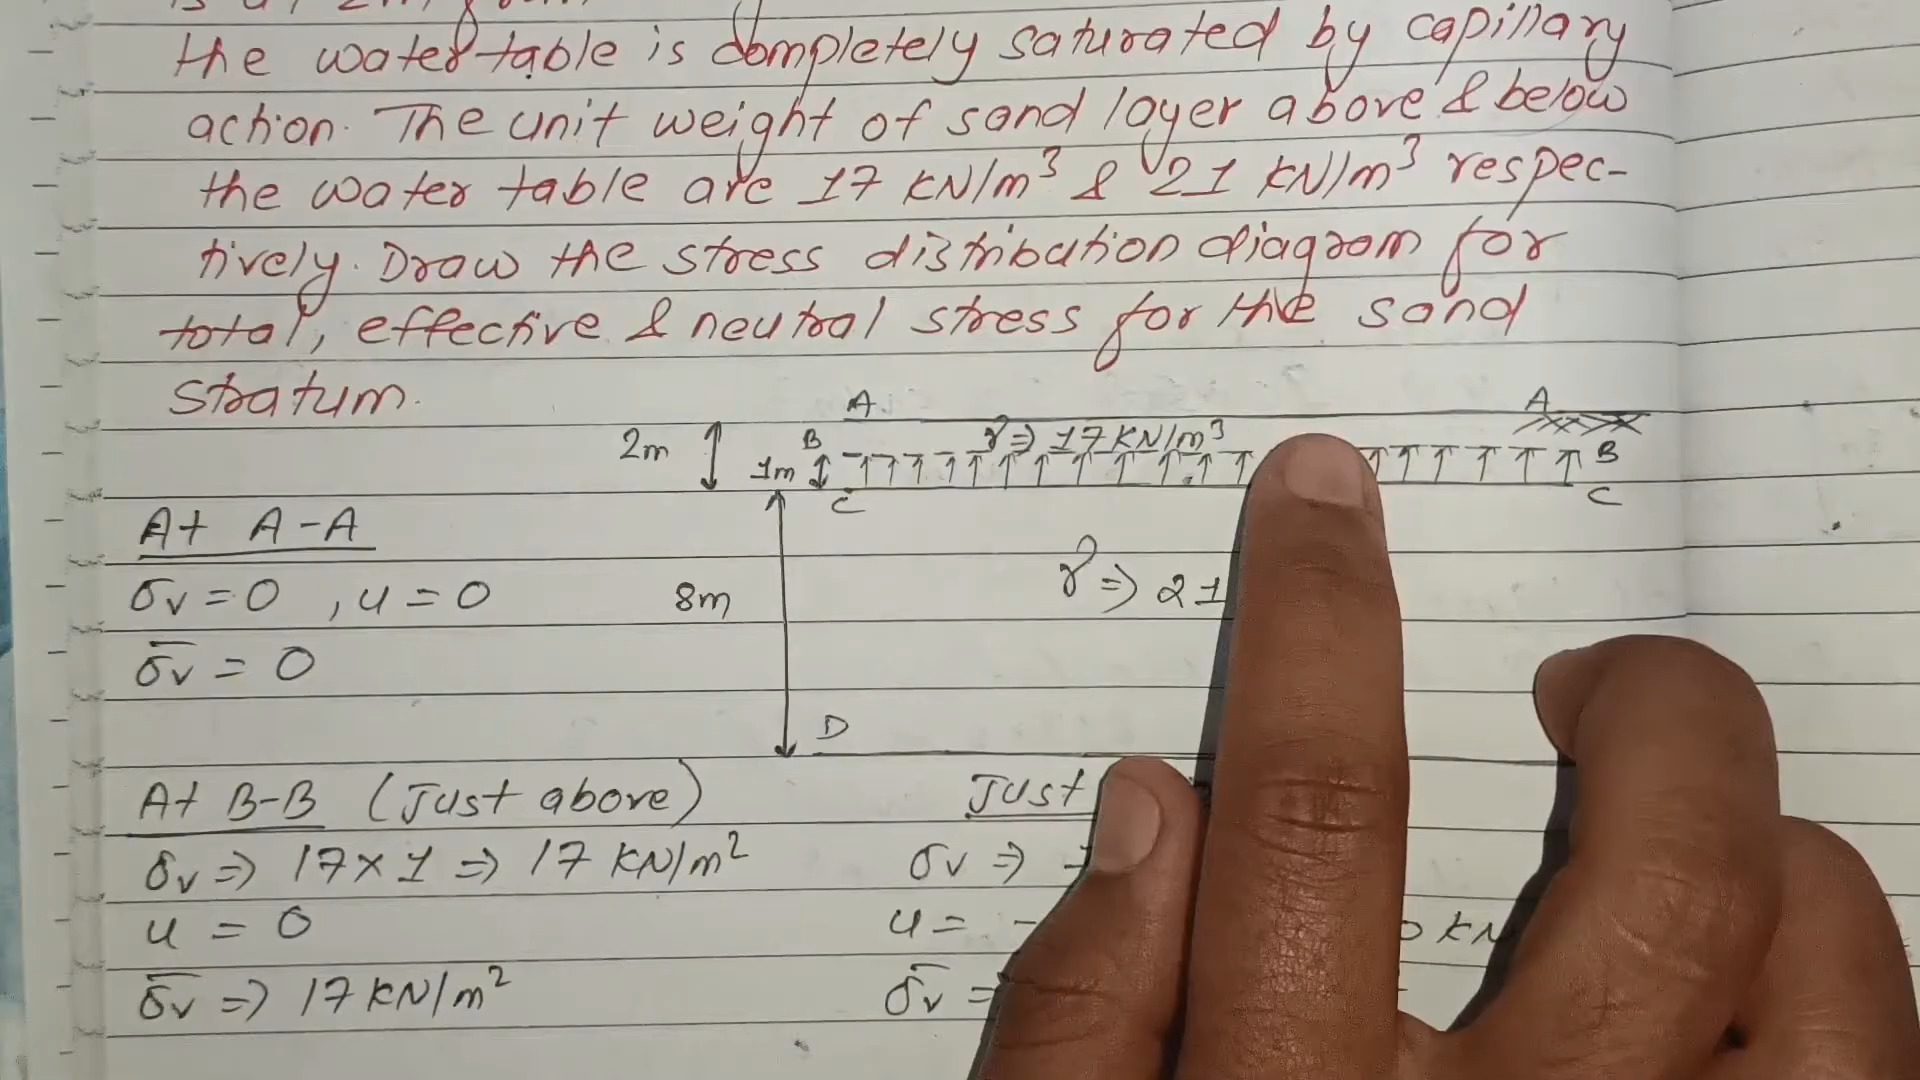 the water table is completely saturated by capillary
action. The unit weight of sand layer above & below
the water table are 17 KN/m³ & 21 KN/m³ respec-
tively. Draw the stress distribution diagram for
total, effective & neutral stress for the sand
stratum.
A A
2m B γ => 17 KN/m³ B
1m
C C
At A-A
γ => 21
σv = 0 , u = 0 8m
σ̄v = 0
D
At B-B (Just above) Just
σv => 17 x 1 => 17 KN/m² σv =>
u = 0 u = - KN
σ̄v => 17 KN/m² σ̄v =